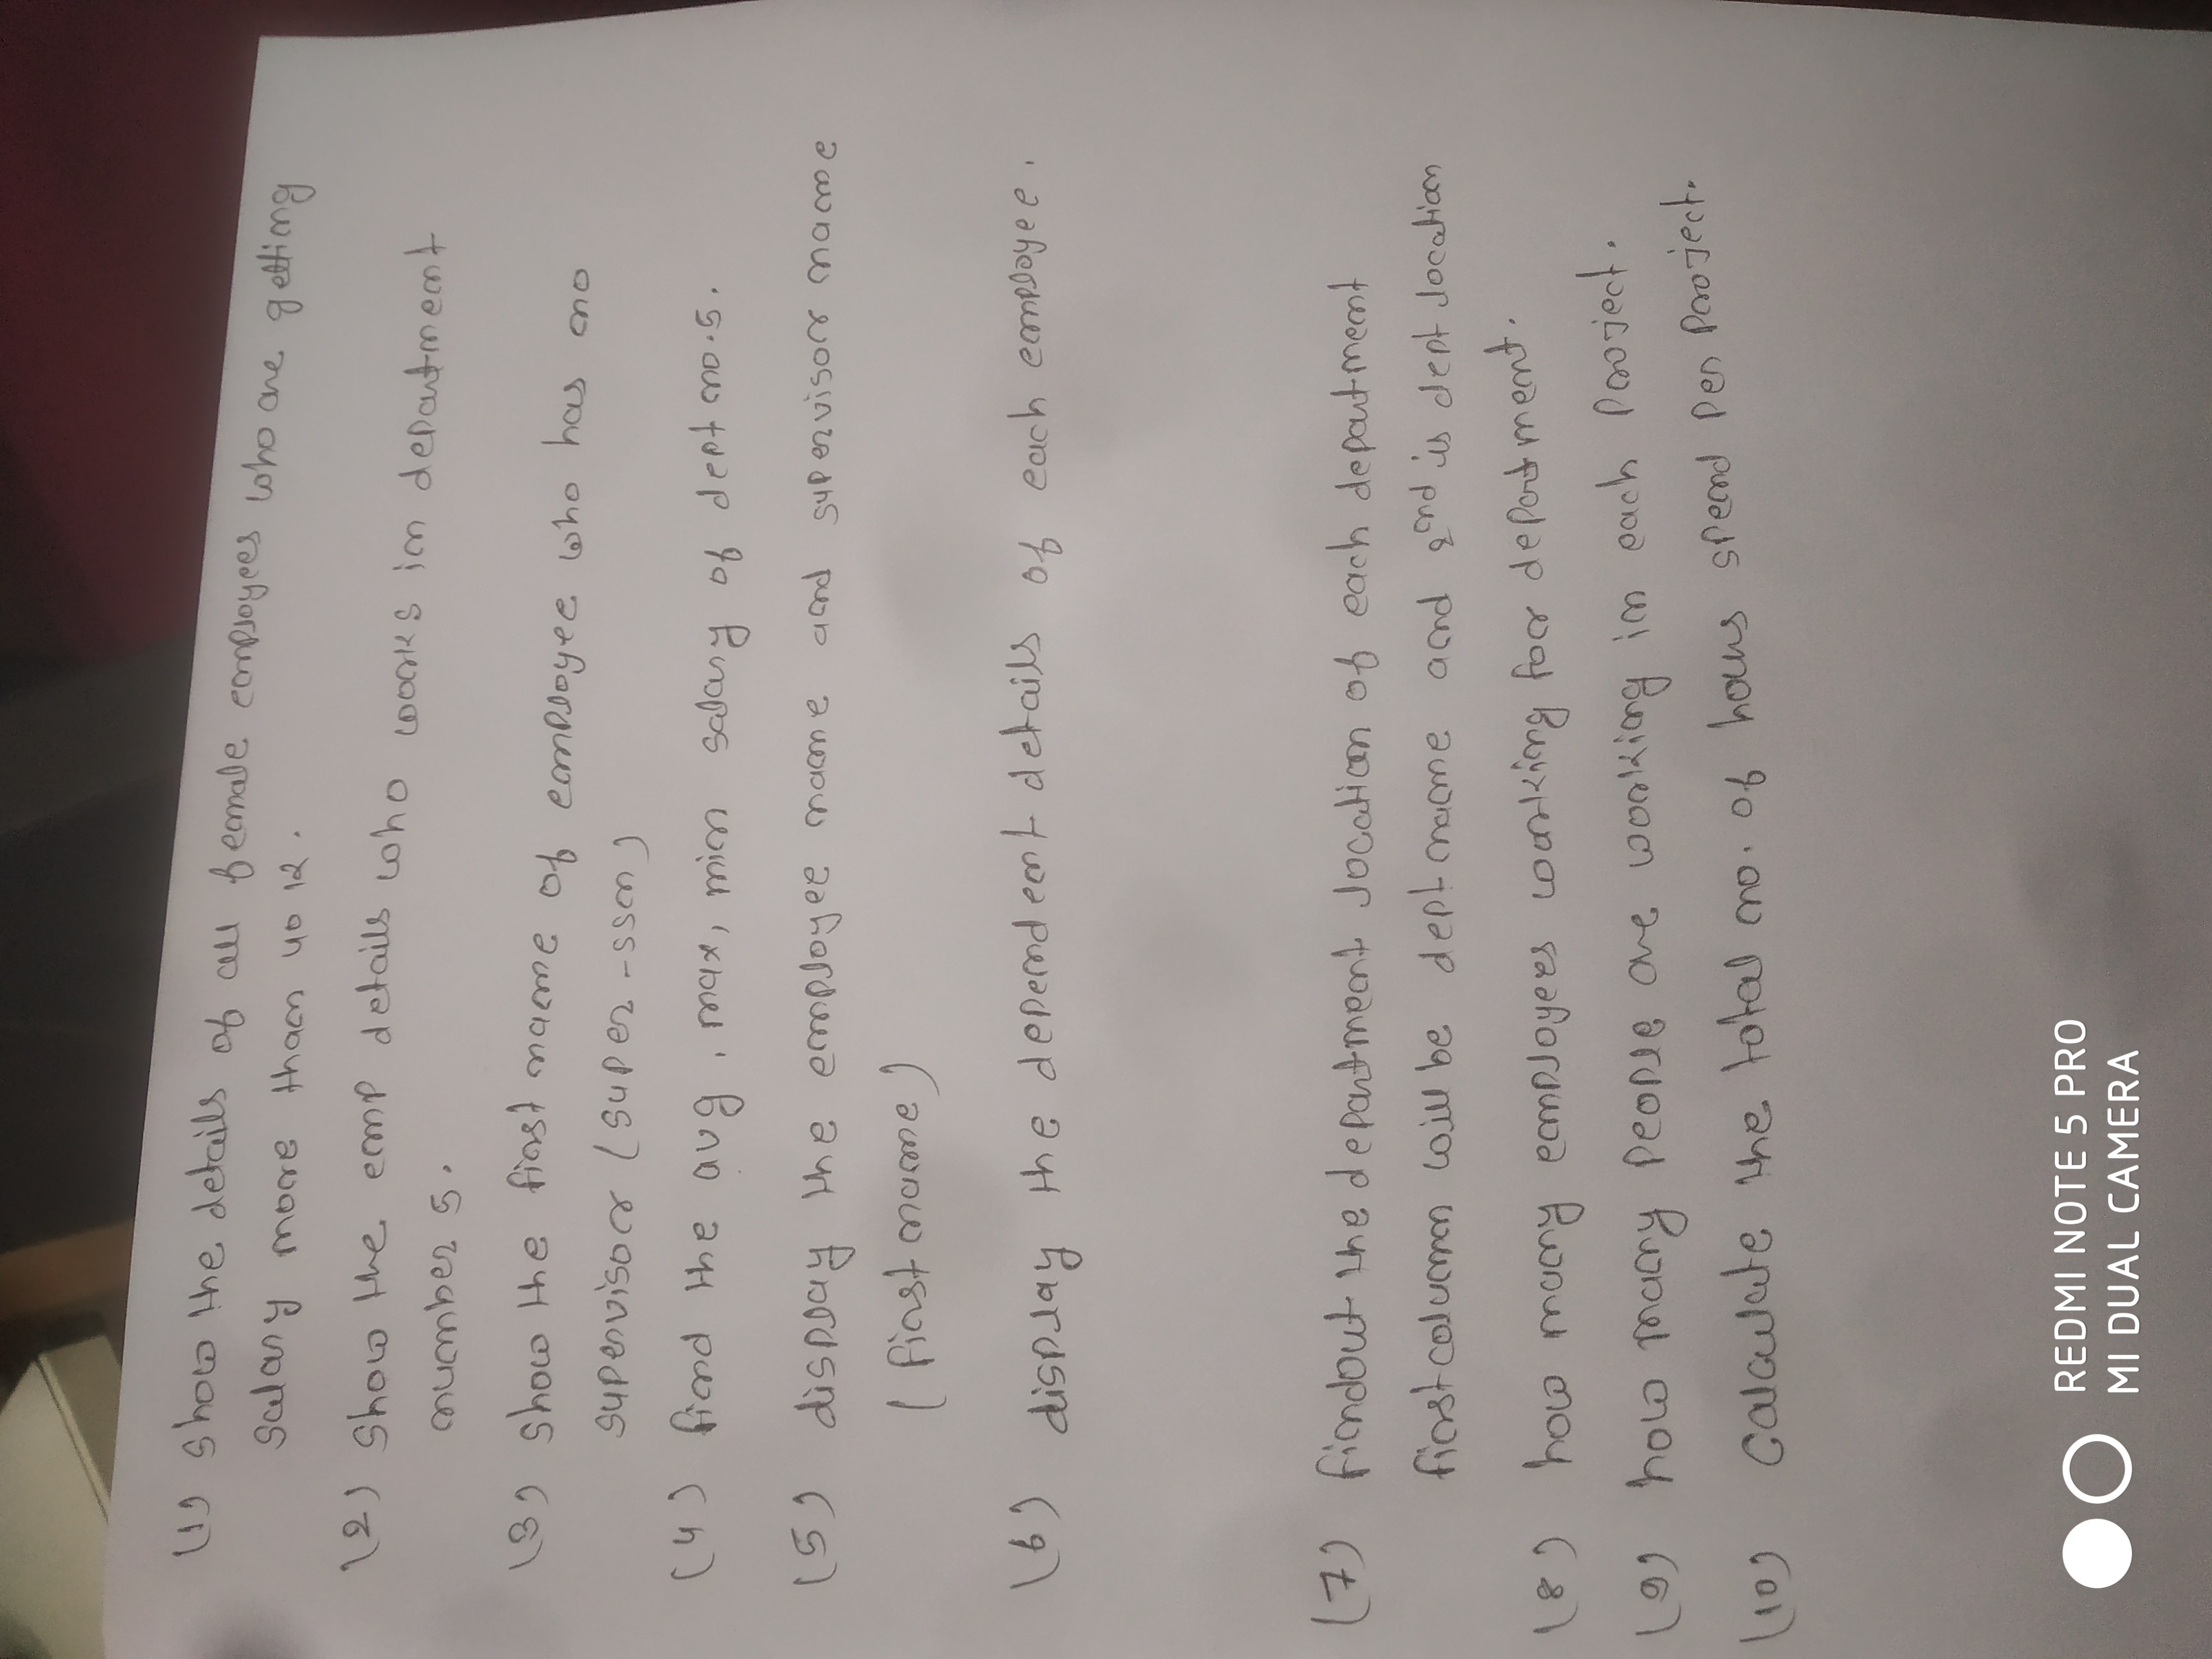 (1) show the details of all female employees who are getting
salary more than 40 k.
(2) show the emp details who works in department
number 5.
(3) show the first name of employee who has no
supervisor (super-ssn)
(4) find the avg, max, min salary of dept no.5.
(5) display the employee name and supervisor name
(first name)
(6) display the dependent details of each employee.
(7) findout the department location of each department
first column will be dept name and 2nd is dept location
(8) how many employees working for department.
(9) how many people are working in each project.
(10) calculate the total no. of hours spend per project.
REDMI NOTE 5 PRO
MI DUAL CAMERA